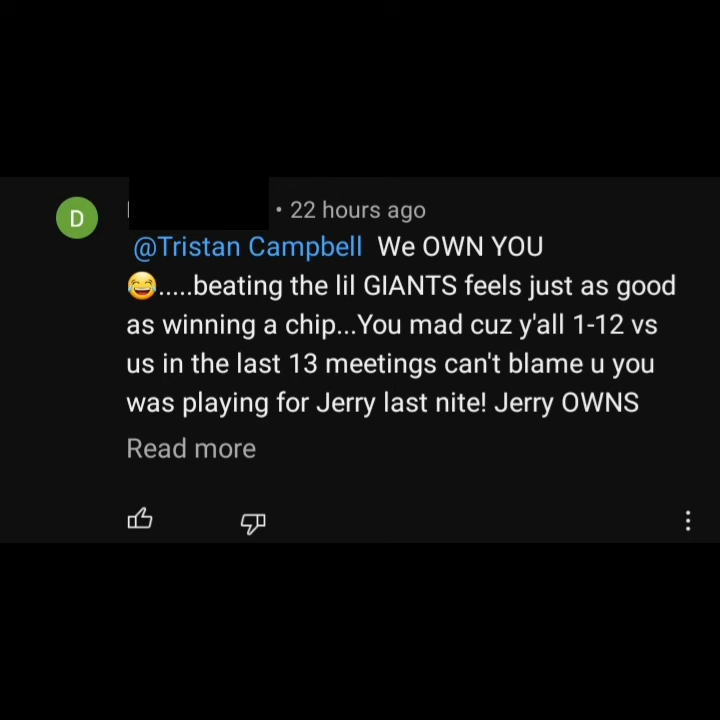 D
• 22 hours ago
@Tristan Campbell We OWN YOU
😂.....beating the lil GIANTS feels just as good
as winning a chip...You mad cuz y'all 1-12 vs
us in the last 13 meetings can't blame u you
was playing for Jerry last nite! Jerry OWNS
Read more